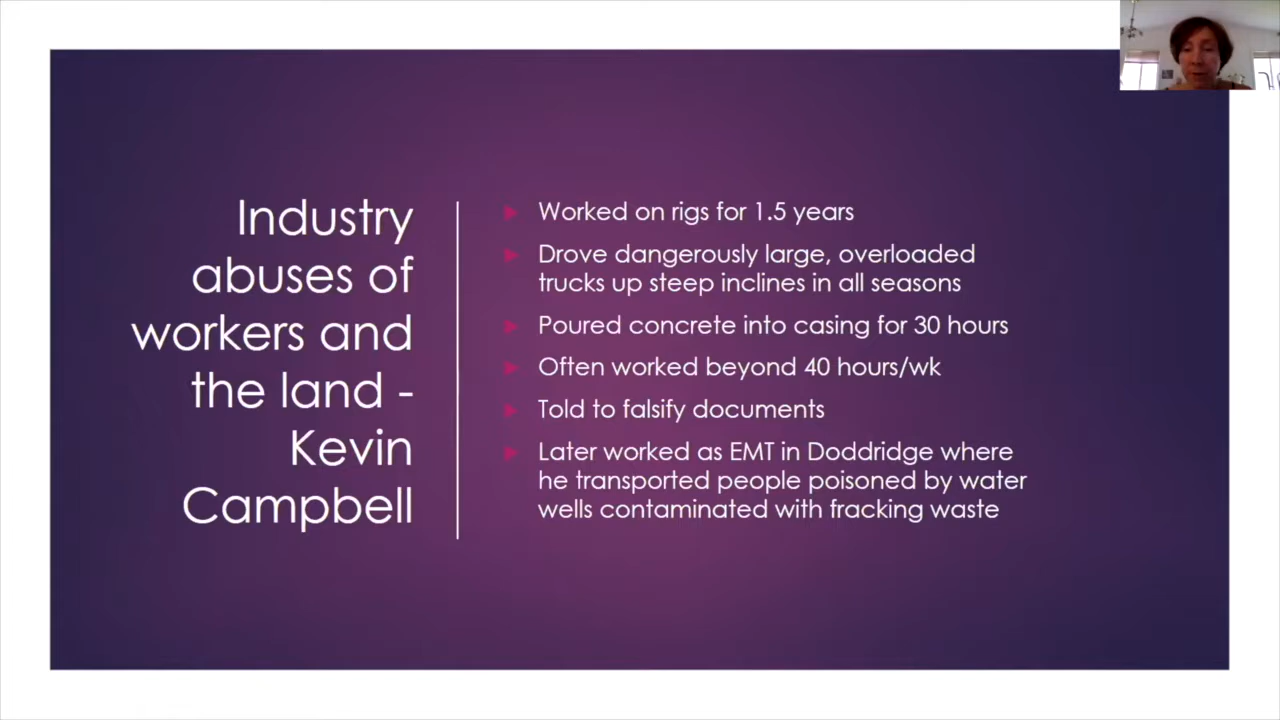 Industry
abuses of
workers and
the land -
Kevin
Campbell
Worked on rigs for 1.5 years
Drove dangerously large, overloaded
trucks up steep inclines in all seasons
Poured concrete into casing for 30 hours
Often worked beyond 40 hours/wk
Told to falsify documents
Later worked as EMT in Doddridge where
he transported people poisoned by water
wells contaminated with fracking waste